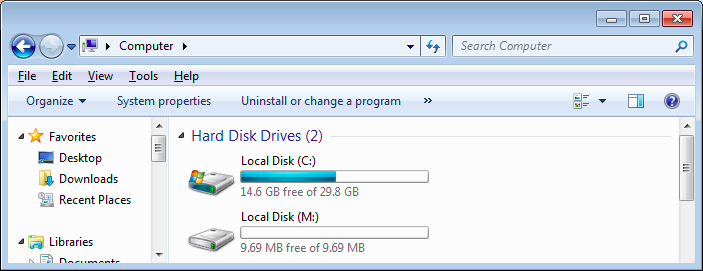 Computer
Search Computer
File Edit View Tools Help
Organize System properties Uninstall or change a program »
Favorites
Desktop
Downloads
Recent Places
Libraries
Documents
Hard Disk Drives (2)
Local Disk (C:)
14.6 GB free of 29.8 GB
Local Disk (M:)
9.69 MB free of 9.69 MB